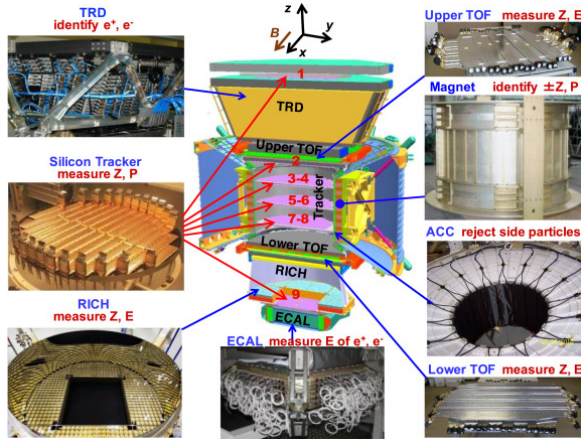 TRD
identify e⁺, e⁻
Silicon Tracker
measure Z, P
RICH
measure Z, E
z
y
B
x
1
TRD
Upper TOF
2
3-4
5-6
7-8
Tracker
Lower TOF
RICH
9
ECAL
ECAL measure E of e⁺, e⁻
Upper TOF measure Z, E
Magnet identify ±Z, P
ACC reject side particles
Lower TOF measure Z, E